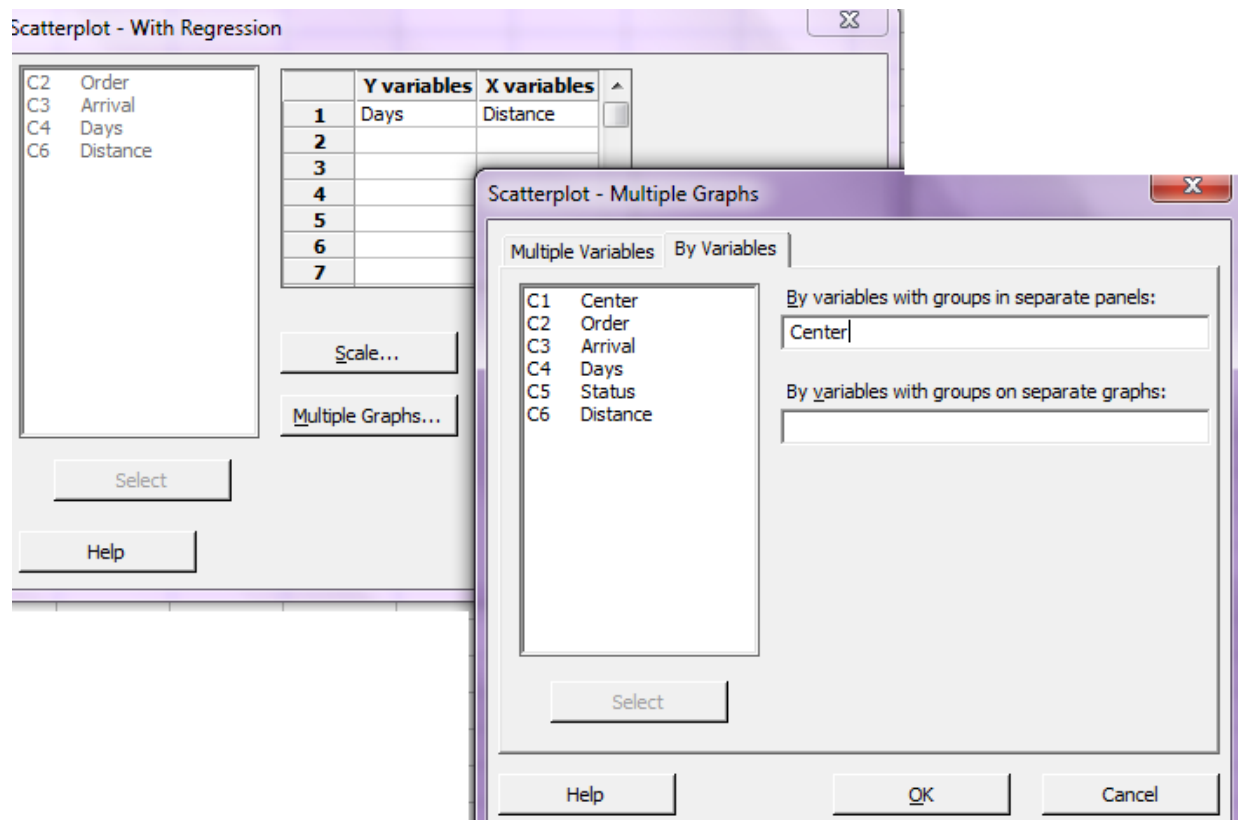 Scatterplot - With Regression
C2 Order
C3 Arrival
C4 Days
C6 Distance
Y variables X variables
1 Days Distance
2
3
4
5
6
7
Scale...
Multiple Graphs...
Select
Help
Scatterplot - Multiple Graphs
Multiple Variables By Variables
C1 Center
C2 Order
C3 Arrival
C4 Days
C5 Status
C6 Distance
By variables with groups in separate panels:
Center
By variables with groups on separate graphs:
Select
Help OK Cancel